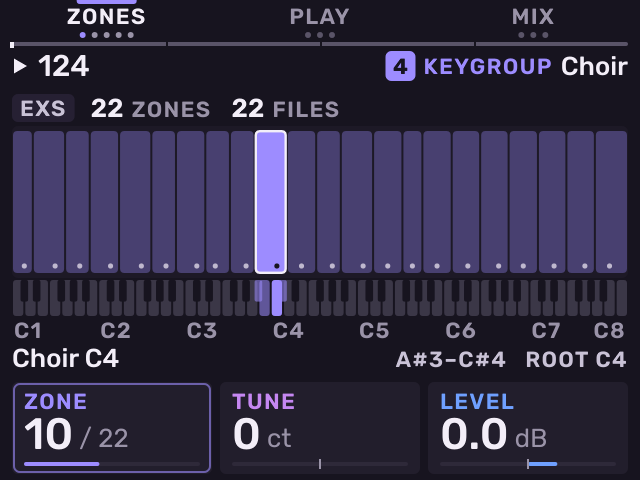 ZONES PLAY MIX
124 4 KEYGROUP Choir
EXS 22 ZONES 22 FILES
C1 C2 C3 C4 C5 C6 C7 C8
Choir C4 A#3–C#4 ROOT C4
ZONE TUNE LEVEL
10 / 22 0 ct 0.0 dB